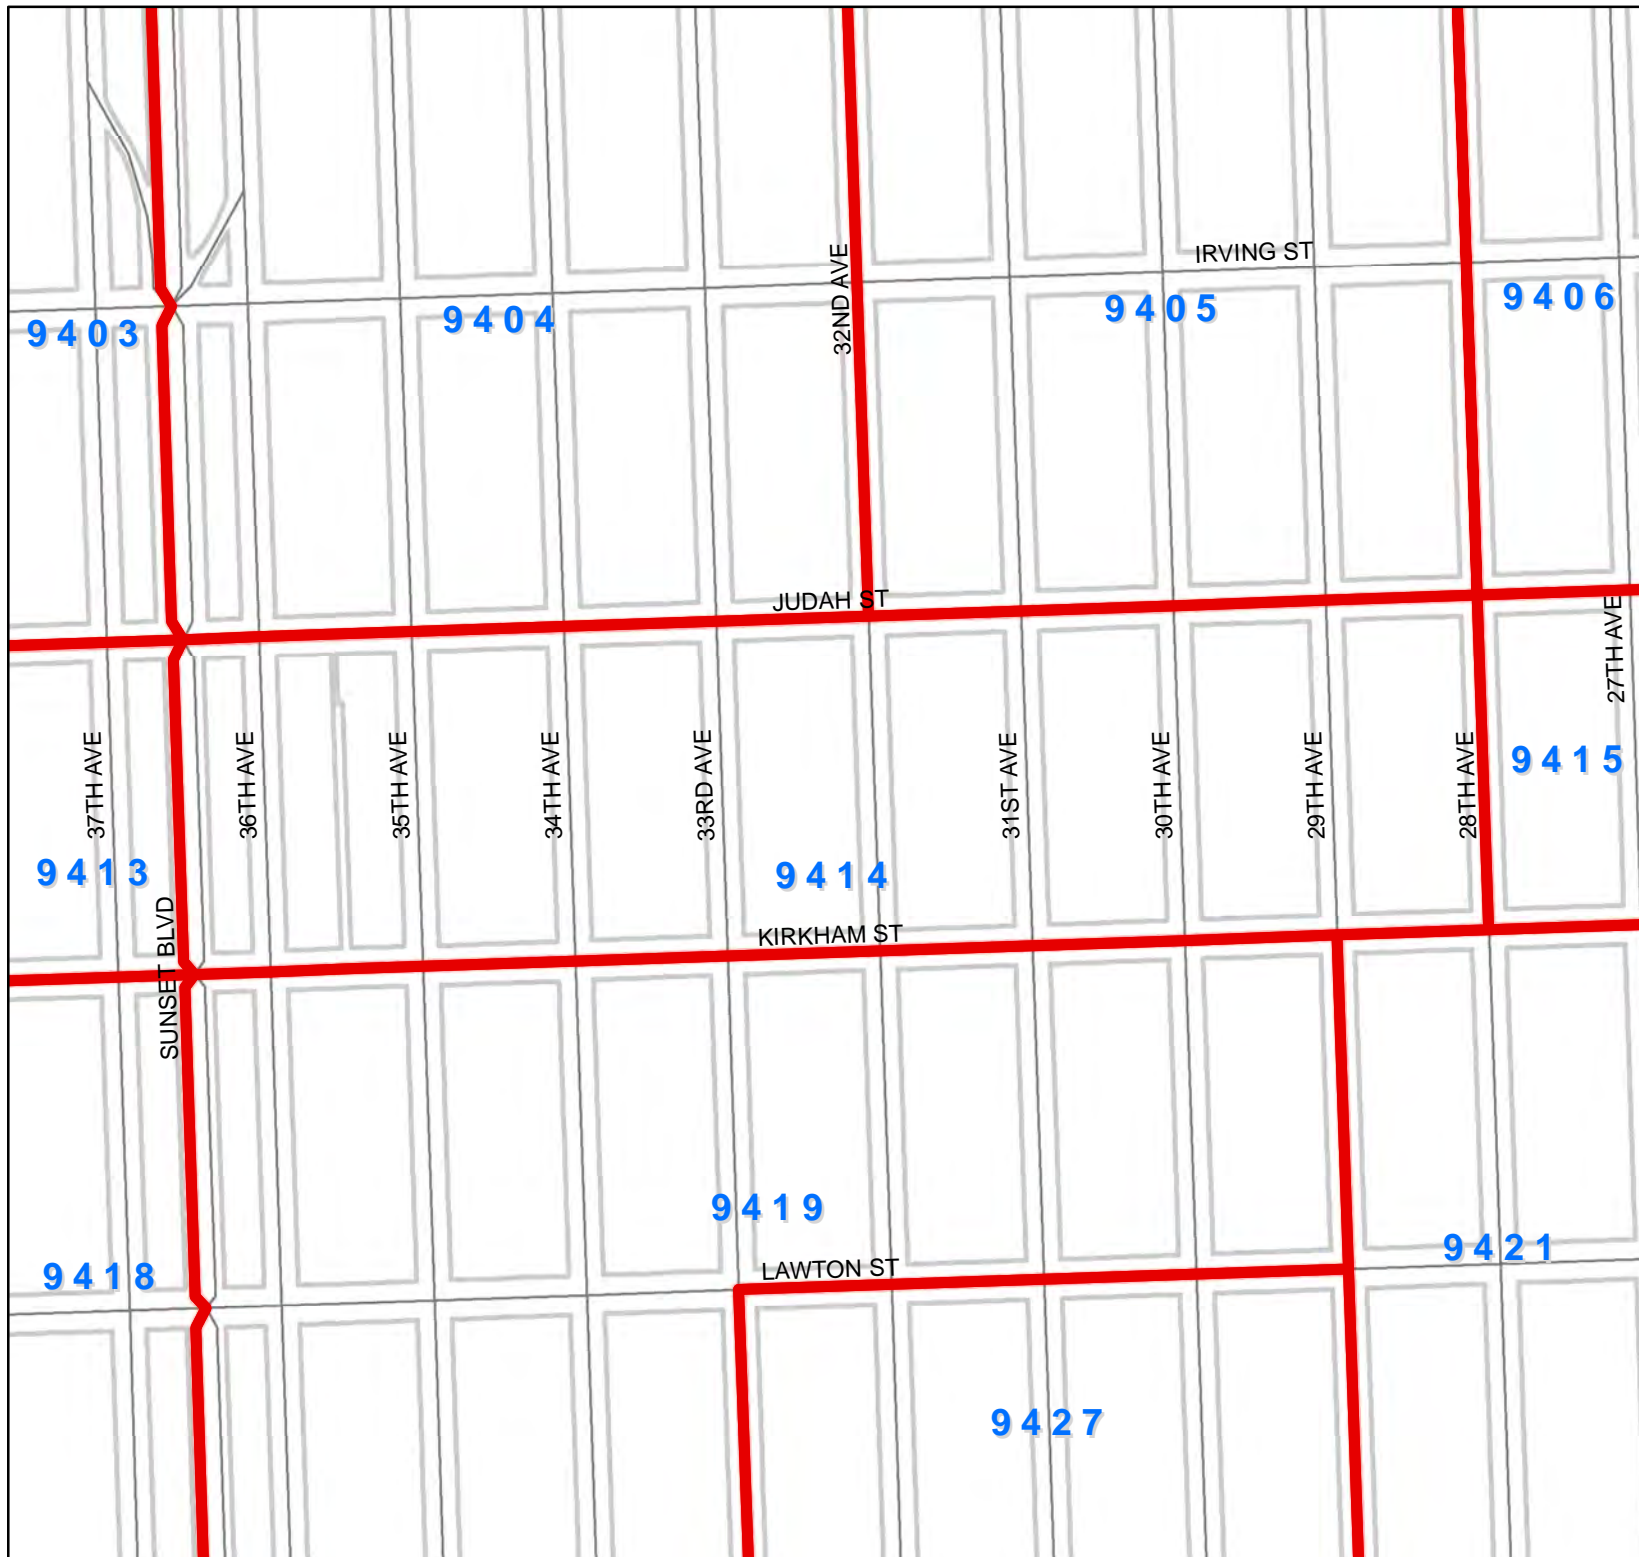 IRVING ST
32ND AVE
9403
9404
9405
9406
JUDAH ST
27TH AVE
37TH AVE
36TH AVE
35TH AVE
34TH AVE
33RD AVE
31ST AVE
30TH AVE
29TH AVE
28TH AVE
9415
9413
9414
SUNSET BLVD
KIRKHAM ST
9419
9418
LAWTON ST
9421
9427